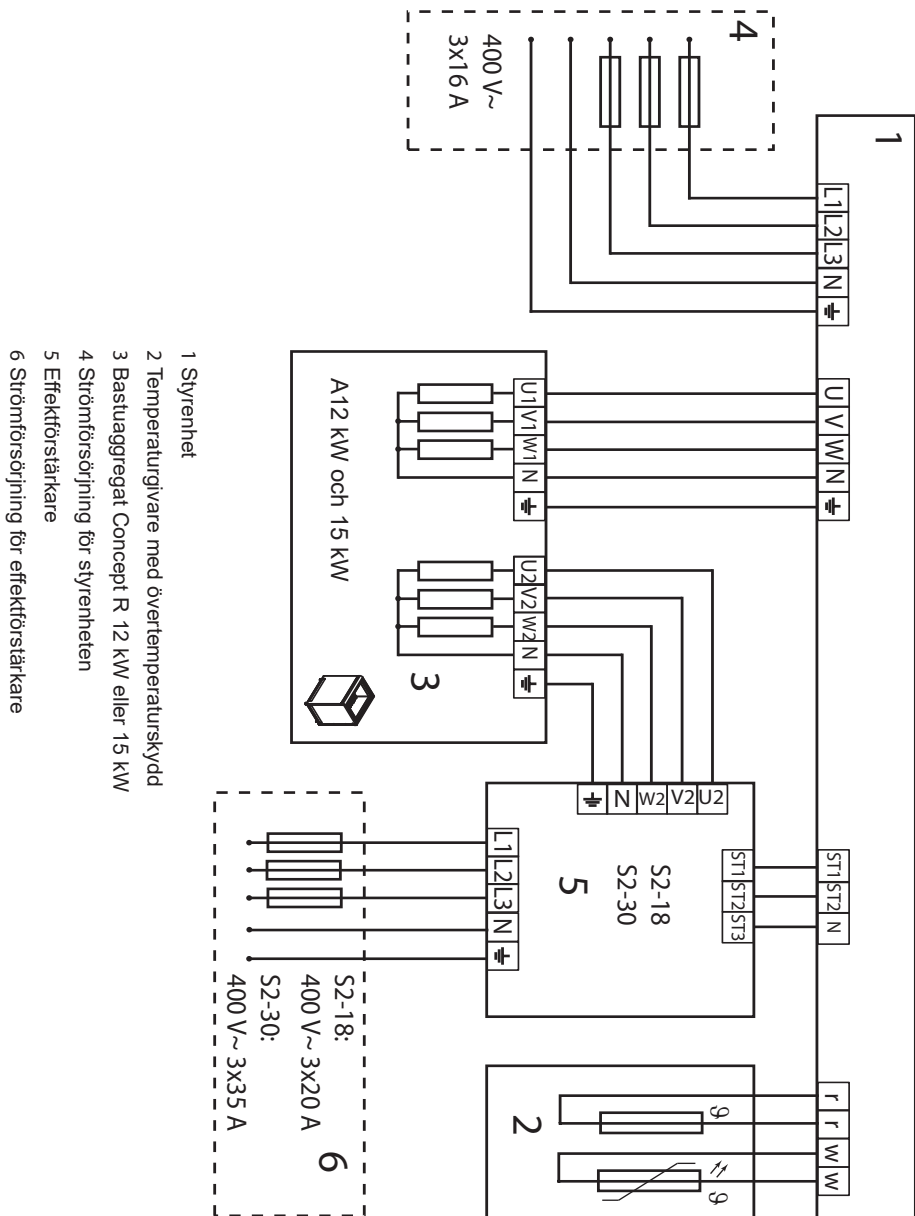 1
L1 L2 L3 N ⏚
U V W N ⏚
ST1 ST2 N
r r w w
4
400 V~
3x16 A
U1 V1 W1 N ⏚
U2 V2 W2 N ⏚
A12 kW och 15 kW
3
ST1 ST2 ST3
⏚ N W2 V2 U2
S2-18
S2-30
5
L1 L2 L3 N ⏚
ϑ
ϑ
2
S2-18:
400 V~ 3x20 A
S2-30:
400 V~ 3x35 A
6
1 Styrenhet
2 Temperaturgivare med övertemperaturskydd
3 Bastuaggregat Concept R 12 kW eller 15 kW
4 Strömförsörjning för styrenheten
5 Effektförstärkare
6 Strömförsörjning för effektförstärkare